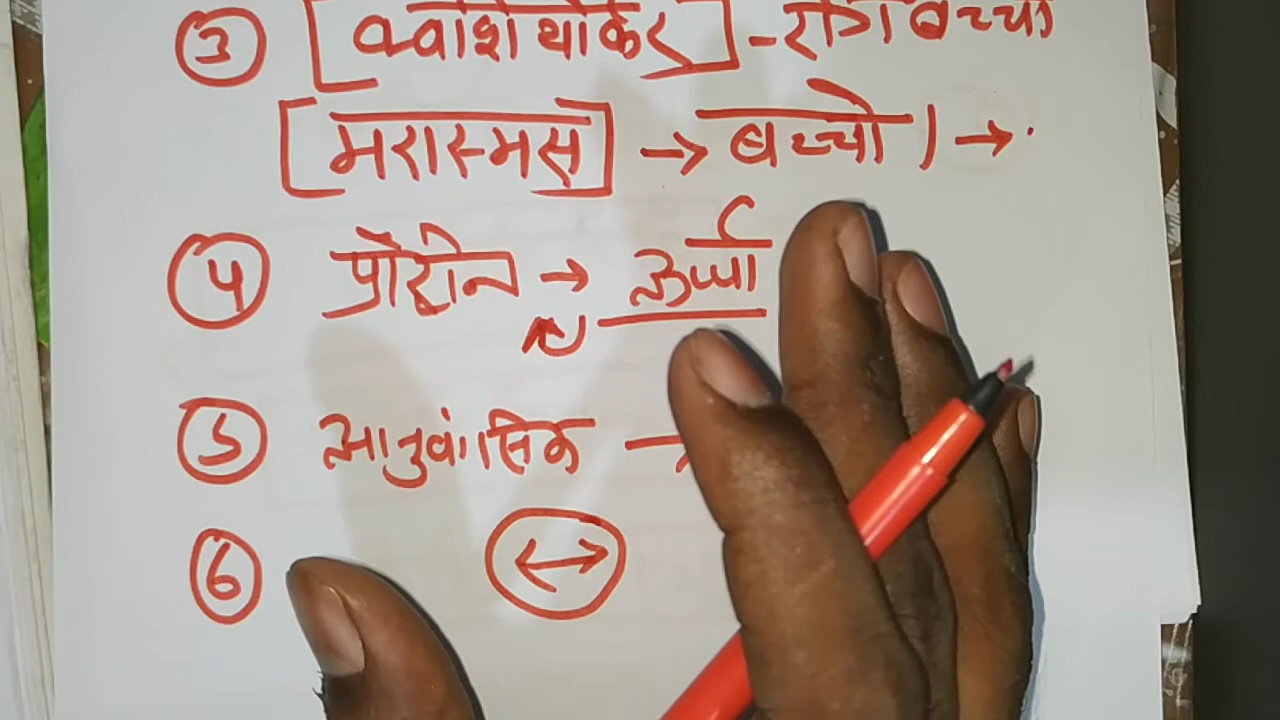 ③ [क्वाशियोर्कर] - रोग बच्चो
[मरास्मस] → बच्चो । →
④ प्रोटीन → ऊर्जा
⑤ आनुवांसिक →
⑥ ↔